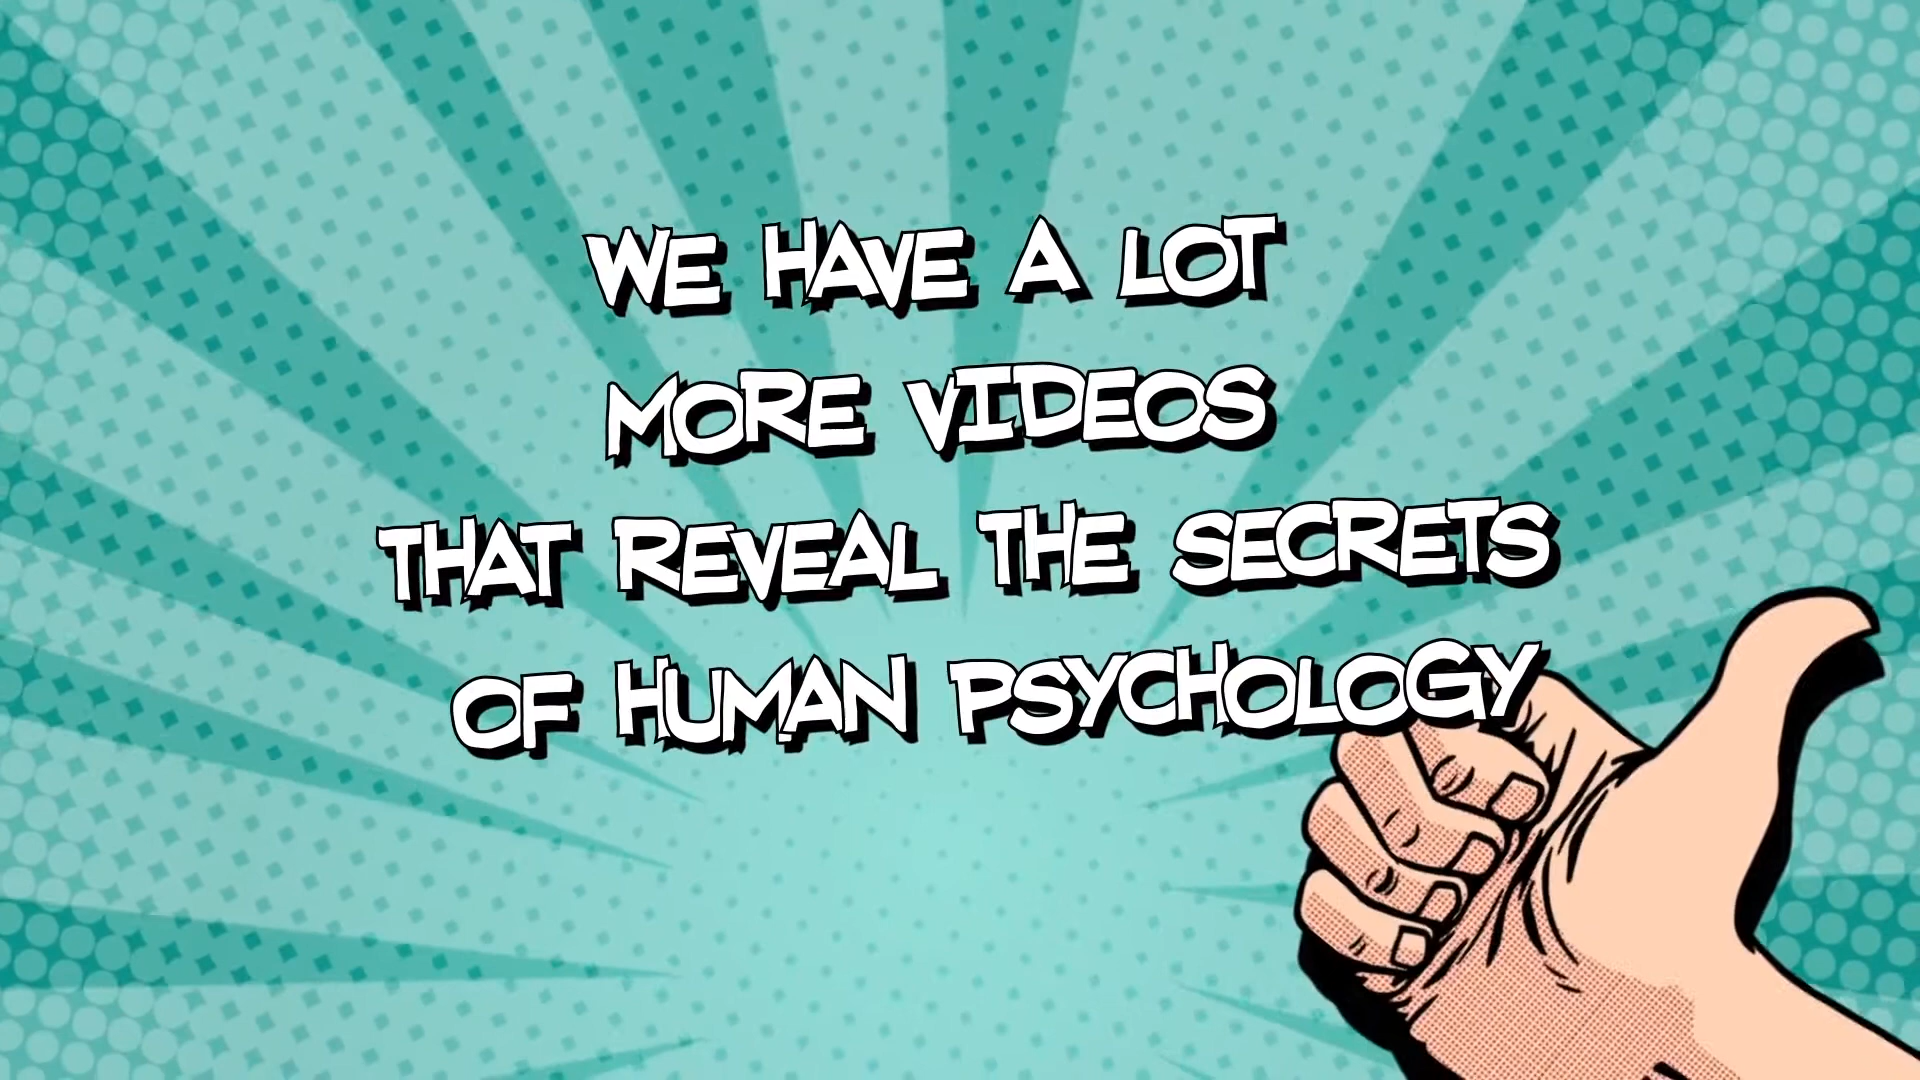 WE HAVE A LOT
MORE VIDEOS
THAT REVEAL THE SECRETS
OF HUMAN PSYCHOLOGY